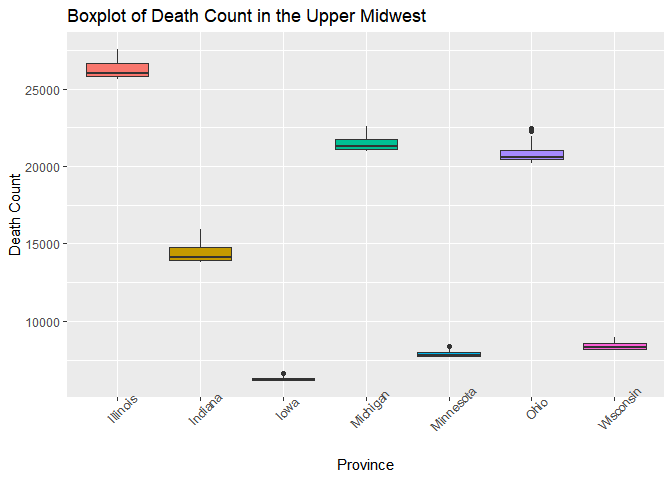 Boxplot of Death Count in the Upper Midwest
Death Count
25000
20000
15000
10000
Illinois
Indiana
Iowa
Michigan
Minnesota
Ohio
Wisconsin
Province